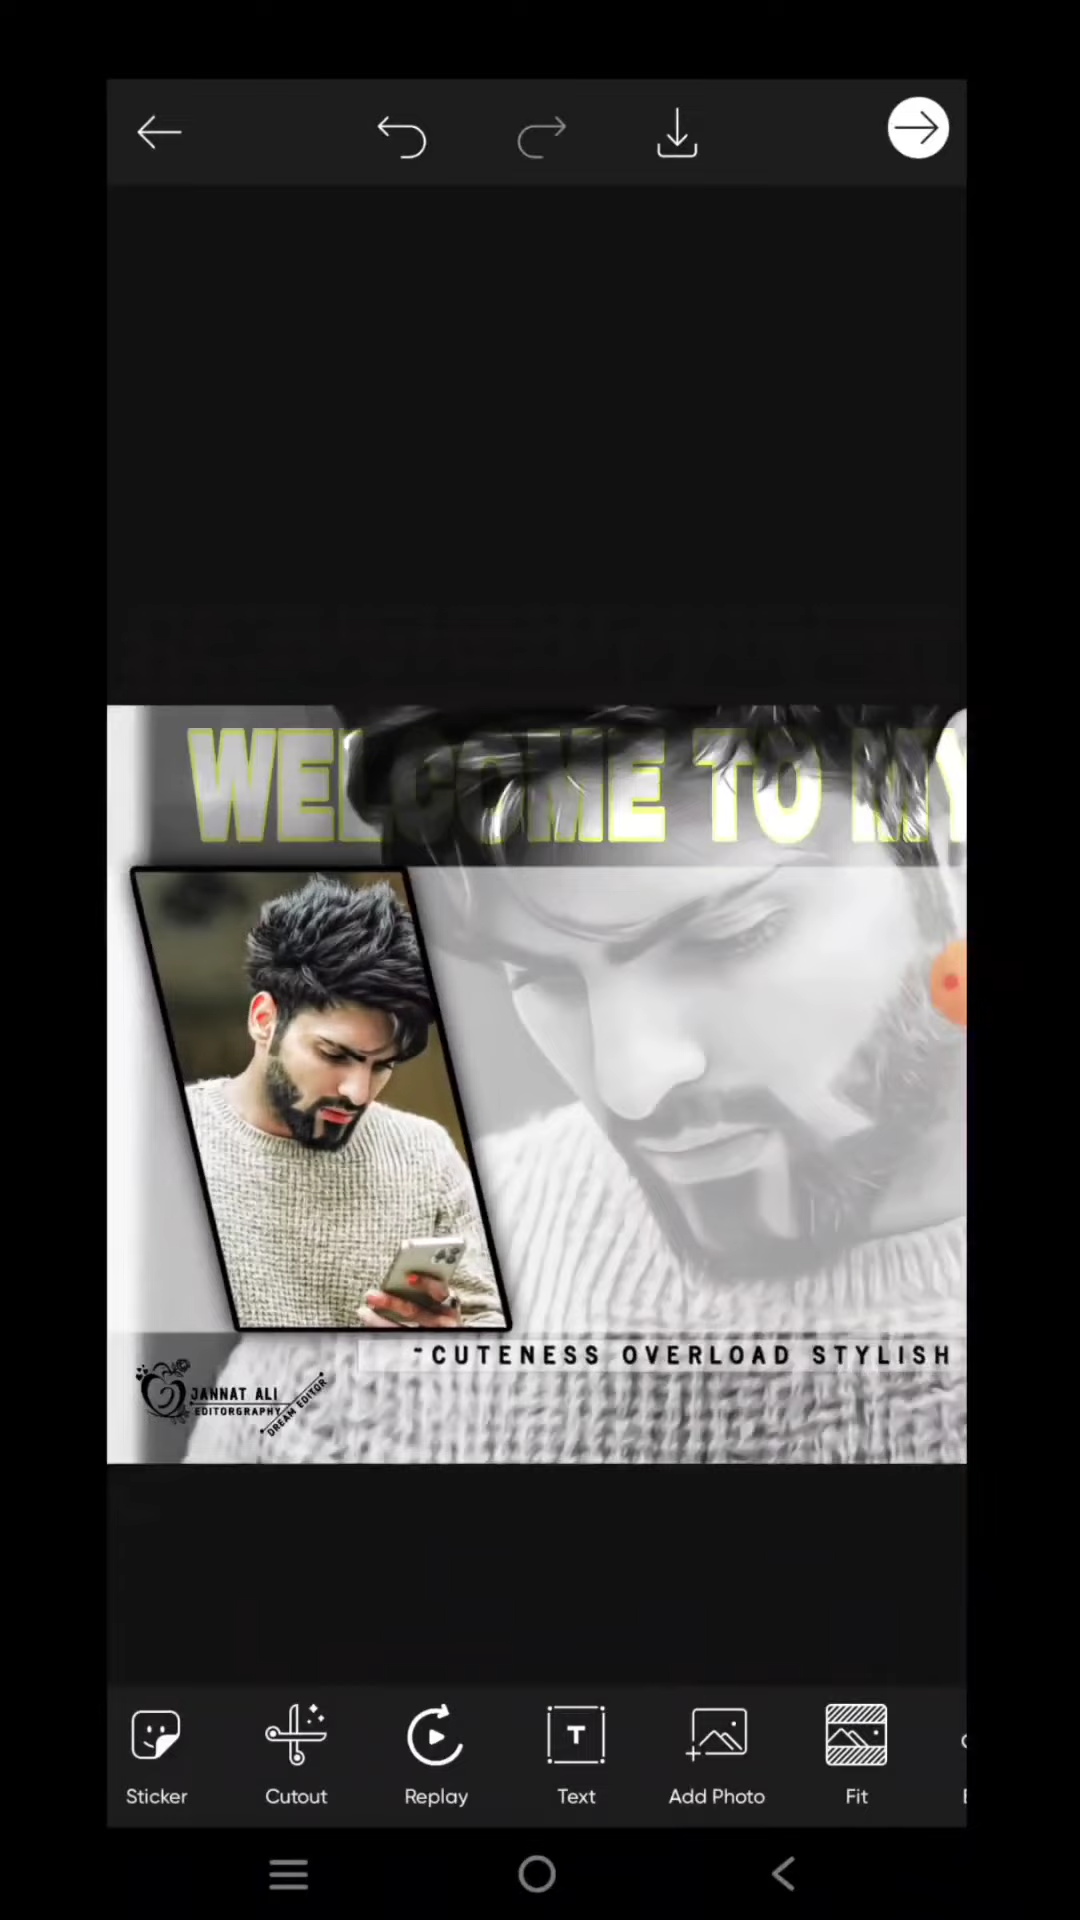 WELCOME TO MY
-CUTENESS OVERLOAD STYLISH
JANNAT ALI
EDITORGRAPHY
DREAM EDITOR
Sticker
Cutout
Replay
Text
Add Photo
Fit